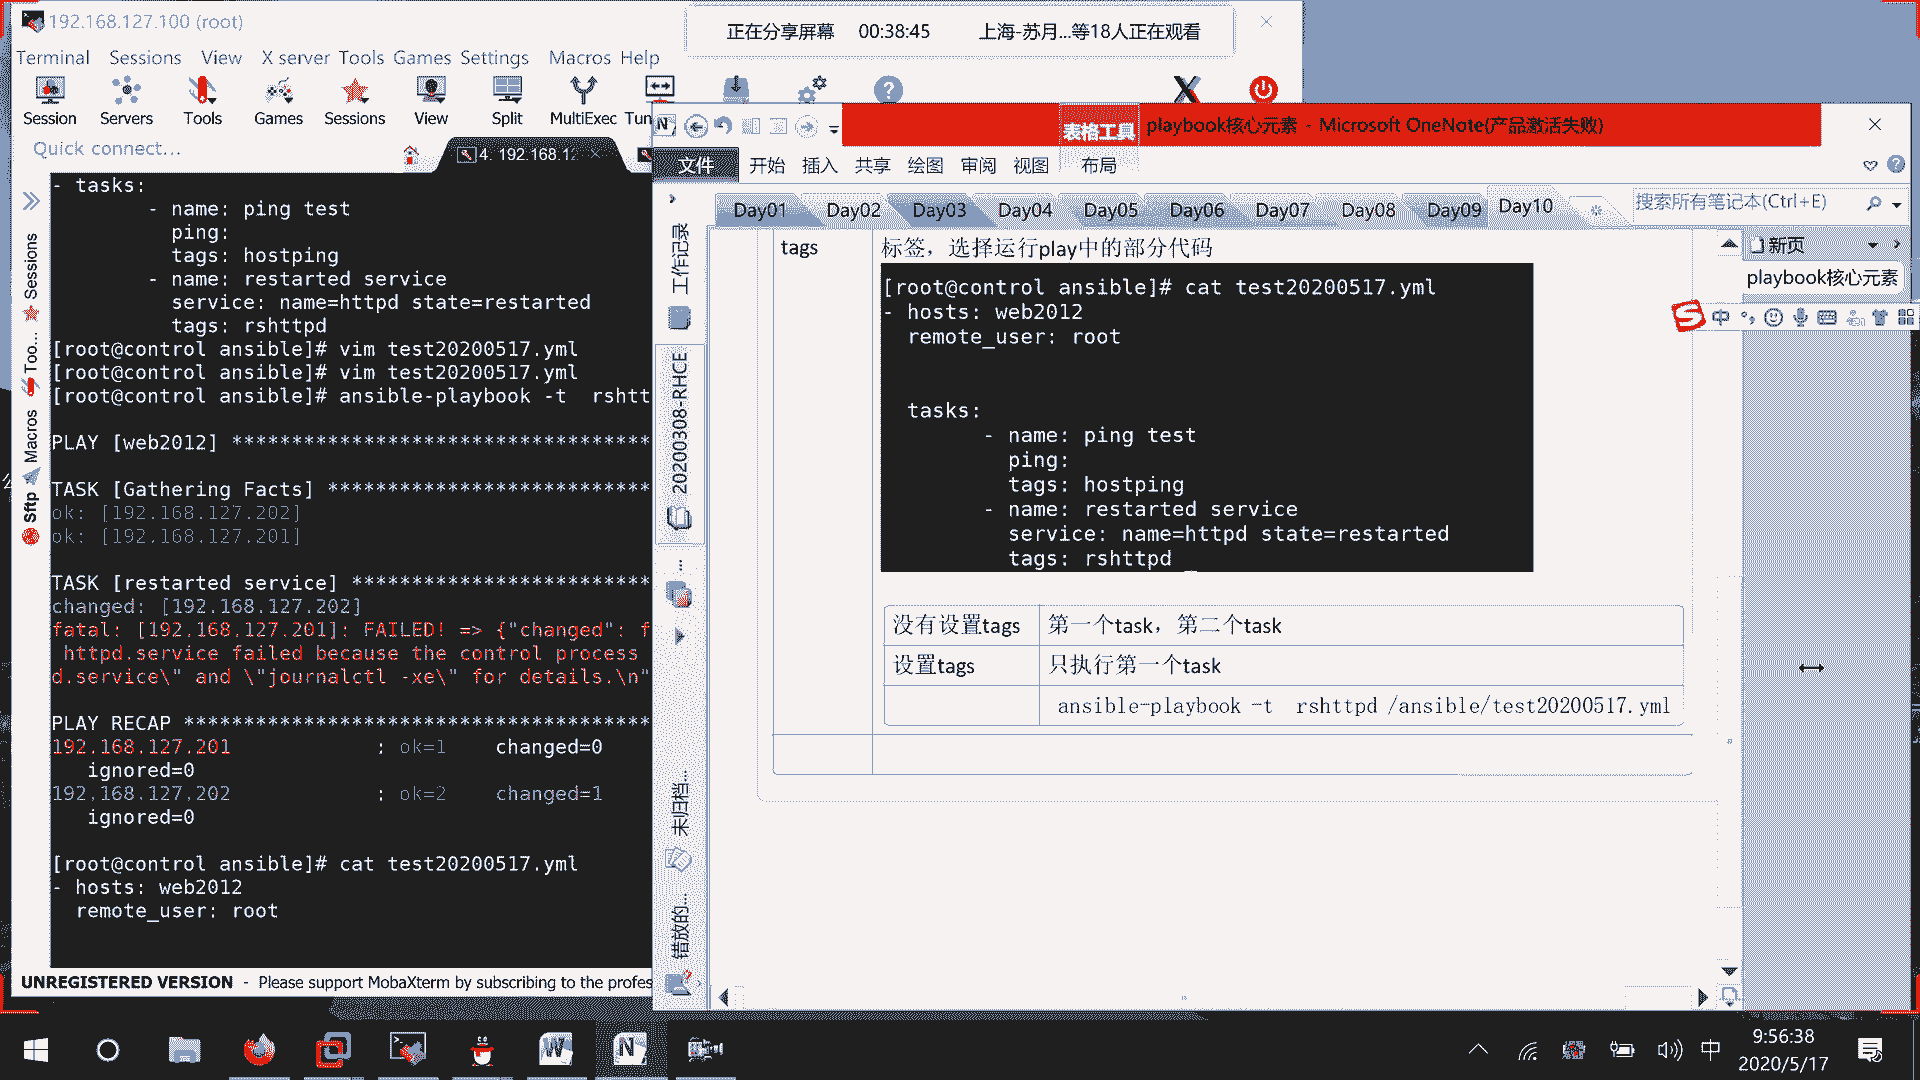 192.168.127.100 (root)
正在分享屏幕 00:38:45 上海-苏月...等18人正在观看
Terminal Sessions View X server Tools Games Settings Macros Help
Session Servers Tools Games Sessions View Split MultiExec Tun
Quick connect...
4. 192.168.12
Sessions
Too...
Macros
Sftp
- tasks:
- name: ping test
ping:
tags: hostping
- name: restarted service
service: name=httpd state=restarted
tags: rshttpd
[root@control ansible]# vim test20200517.yml
[root@control ansible]# vim test20200517.yml
[root@control ansible]# ansible-playbook -t  rshtt
PLAY [web2012] ***********************************
TASK [Gathering Facts] ***************************
ok: [192.168.127.202]
ok: [192.168.127.201]
TASK [restarted service] *************************
changed: [192.168.127.202]
fatal: [192.168.127.201]: FAILED! => {"changed": f
httpd.service failed because the control process
d.service\" and \"journalctl -xe\" for details.\n"
PLAY RECAP ***************************************
192.168.127.201 : ok=1 changed=0
ignored=0
192.168.127.202 : ok=2 changed=1
ignored=0
[root@control ansible]# cat test20200517.yml
- hosts: web2012
remote_user: root
UNREGISTERED VERSION - Please support MobaXterm by subscribing to the profes
表格工具 playbook核心元素 - Microsoft OneNote(产品激活失败)
文件 开始 插入 共享 绘图 审阅 视图 布局
Day01 Day02 Day03 Day04 Day05 Day06 Day07 Day08 Day09 Day10
搜索所有笔记本(Ctrl+E)
新页
playbook核心元素
中
工作记录
20200308-RHCE
未归档...
错放的...
tags 标签，选择运行play中的部分代码
[root@control ansible]# cat test20200517.yml
- hosts: web2012
remote_user: root
tasks:
- name: ping test
ping:
tags: hostping
- name: restarted service
service: name=httpd state=restarted
tags: rshttpd
没有设置tags 第一个task，第二个task
设置tags 只执行第一个task
ansible-playbook -t  rshttpd /ansible/test20200517.yml
中
9:56:38
2020/5/17